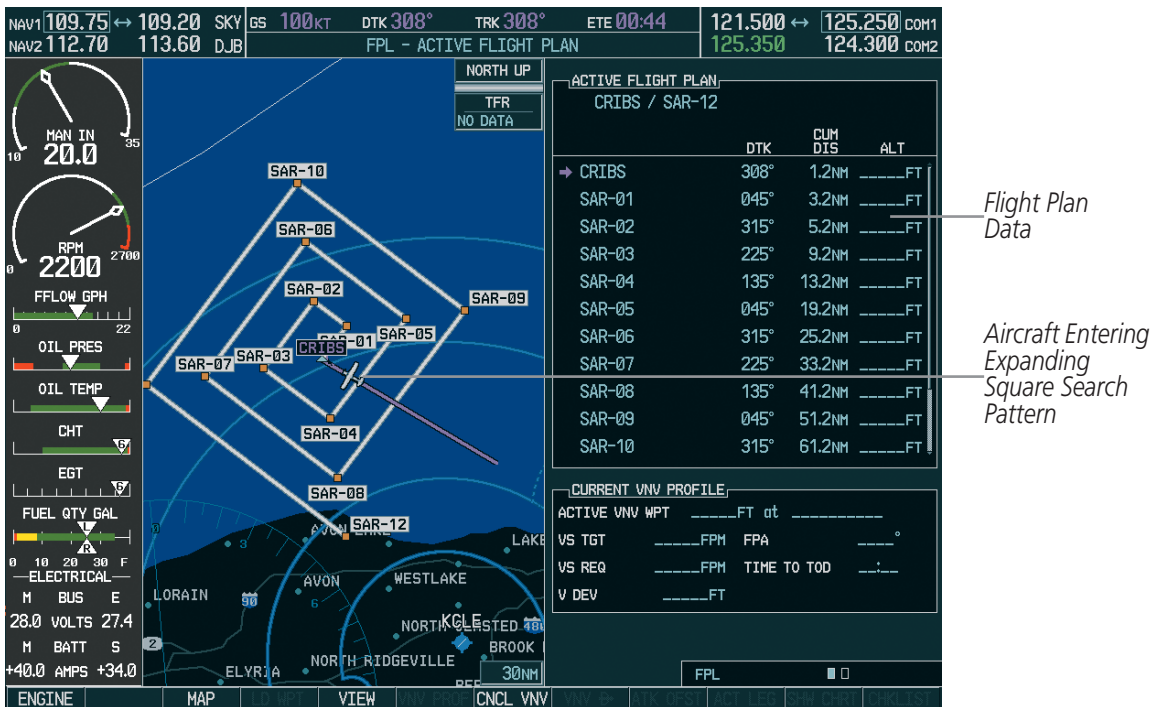 NAV1 109.75 ↔ 109.20 SKY GS 100KT DTK 308° TRK 308° ETE 00:44 121.500 ↔ 125.250 COM1
NAV2 112.70 113.60 DJB FPL - ACTIVE FLIGHT PLAN 125.350 124.300 COM2
MAN IN
20.0
10 35
RPM
2200
0 2700
FFLOW GPH
0 22
OIL PRES
OIL TEMP
CHT
6
EGT
6
FUEL QTY GAL
L
R
0 10 20 30 F
ELECTRICAL
M BUS E
28.0 VOLTS 27.4
M BATT S
+40.0 AMPS +34.0
NORTH UP
TFR
NO DATA
SAR-10
SAR-06
SAR-02
SAR-09
-01
SAR-05
CRIBS
SAR-03
SAR-07
SAR-04
SAR-08
SAR-12
LAKE
3
AVON
WESTLAKE
LORAIN
90
6
KCLE
480
2
BROOK
NORTH RIDGEVILLE
ELYRIA
30NM
ACTIVE FLIGHT PLAN
CRIBS / SAR-12
DTK CUM DIS ALT
→ CRIBS 308° 1.2NM _____FT
SAR-01 045° 3.2NM _____FT
SAR-02 315° 5.2NM _____FT
SAR-03 225° 9.2NM _____FT
SAR-04 135° 13.2NM _____FT
SAR-05 045° 19.2NM _____FT
SAR-06 315° 25.2NM _____FT
SAR-07 225° 33.2NM _____FT
SAR-08 135° 41.2NM _____FT
SAR-09 045° 51.2NM _____FT
SAR-10 315° 61.2NM _____FT
CURRENT VNV PROFILE
ACTIVE VNV WPT _____FT at __________
VS TGT _____FPM FPA ____°
VS REQ _____FPM TIME TO TOD __:__
V DEV _____FT
FPL
ENGINE MAP LD WPT VIEW VNV PROF CNCL VNV VNV D→ ATK OFST ACT LEG SHW CHRT CHKLIST
Flight Plan
Data
Aircraft Entering
Expanding
Square Search
Pattern